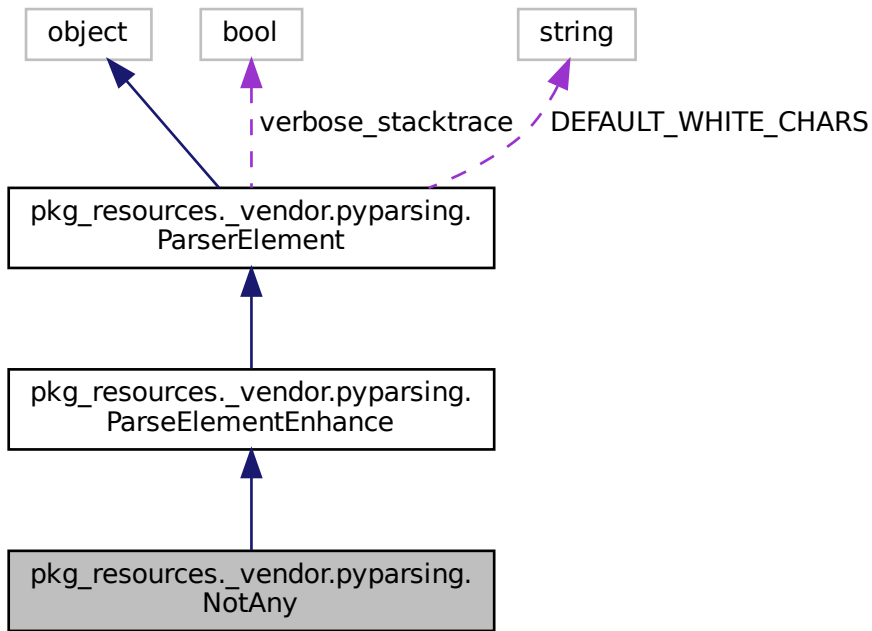 object
bool
string
verbose_stacktrace
DEFAULT_WHITE_CHARS
pkg_resources._vendor.pyparsing.
ParserElement
pkg_resources._vendor.pyparsing.
ParseElementEnhance
pkg_resources._vendor.pyparsing.
NotAny